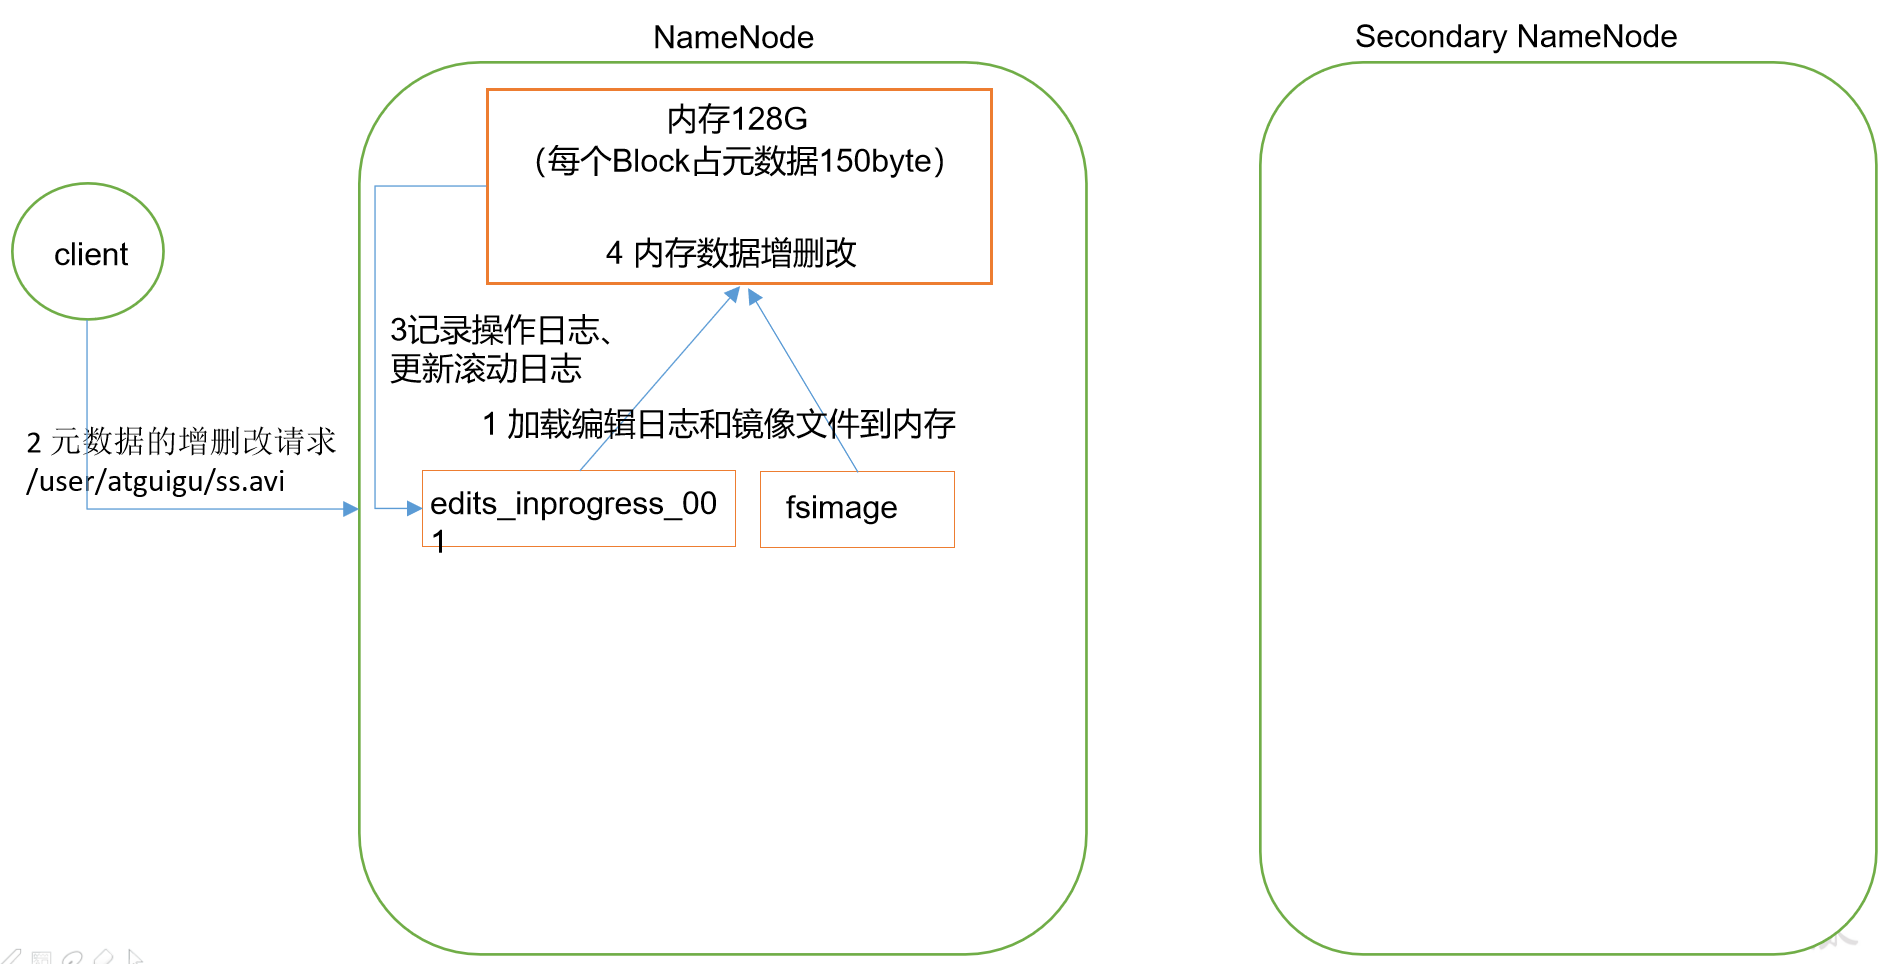 NameNode
Secondary NameNode
内存128G
（每个Block占元数据150byte）
4 内存数据增删改
client
3记录操作日志、
更新滚动日志
1 加载编辑日志和镜像文件到内存
2 元数据的增删改请求
/user/atguigu/ss.avi
edits_inprogress_00
1
fsimage